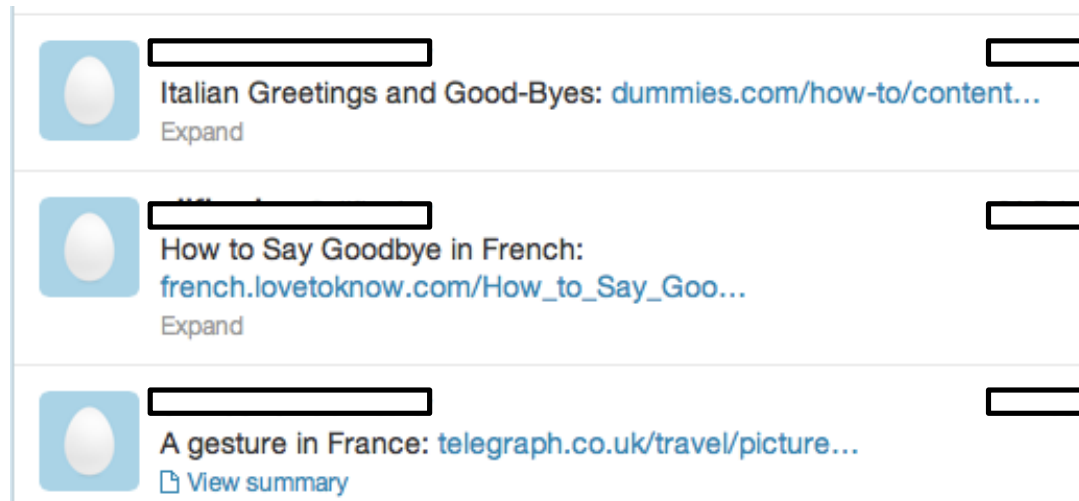 Italian Greetings and Good-Byes: dummies.com/how-to/content...
Expand
How to Say Goodbye in French:
french.lovetoknow.com/How_to_Say_Goo...
Expand
A gesture in France: telegraph.co.uk/travel/picture...
View summary